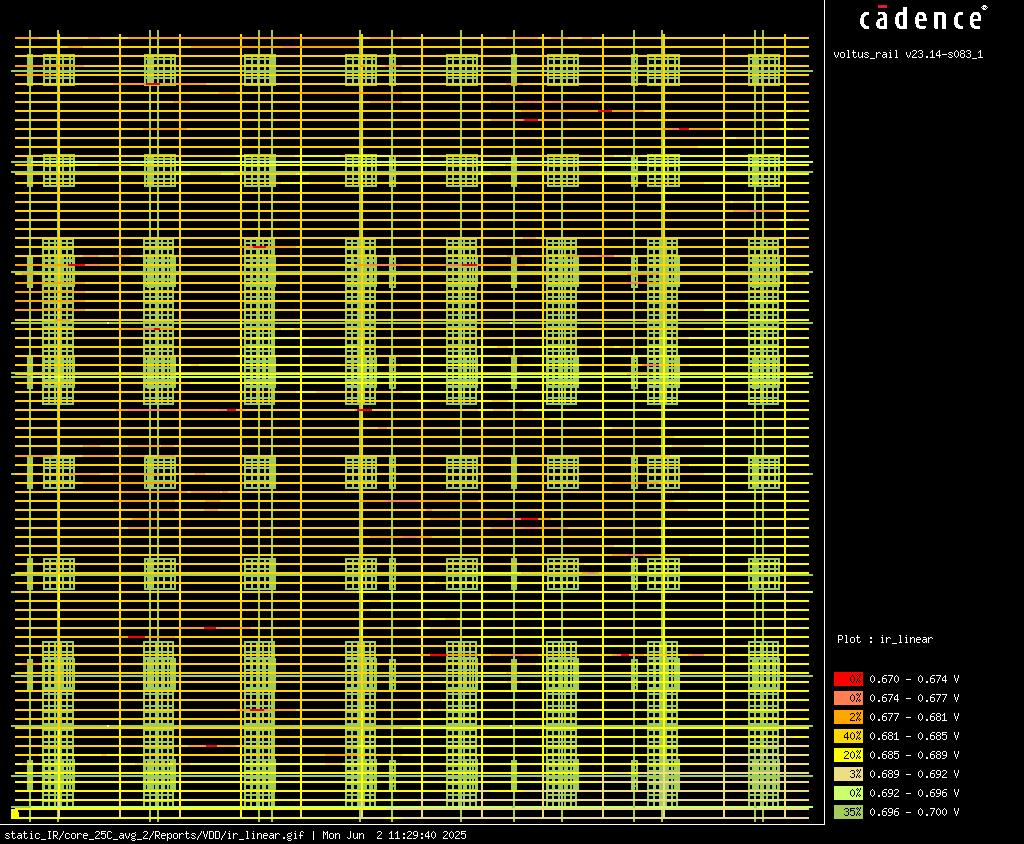 cādence®
voltus_rail v23.14-s083_1
Plot : ir_linear
0% 0.670 - 0.674 V
0% 0.674 - 0.677 V
2% 0.677 - 0.681 V
40% 0.681 - 0.685 V
20% 0.685 - 0.689 V
3% 0.689 - 0.692 V
0% 0.692 - 0.696 V
35% 0.696 - 0.700 V
static_IR/core_25C_avg_2/Reports/VDD/ir_linear.gif | Mon Jun  2 11:29:40 2025